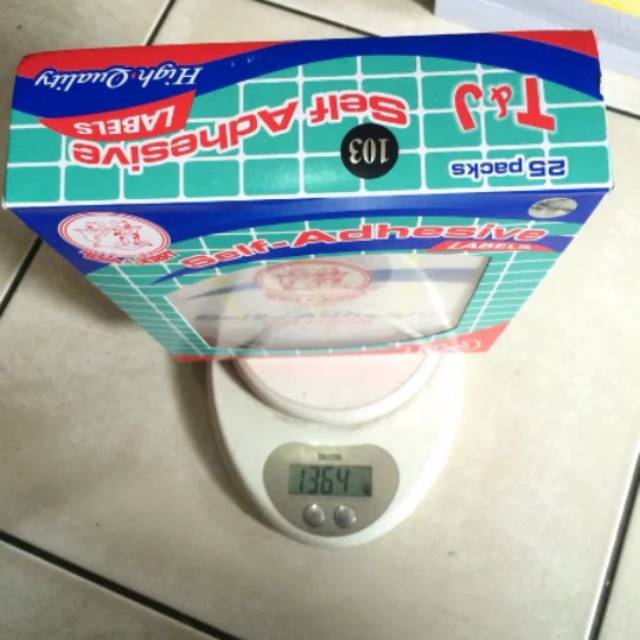 High Quality
LABELS
Self Adhesive
103
T & J
25 packs
Self-Adhesive
LABELS
1364